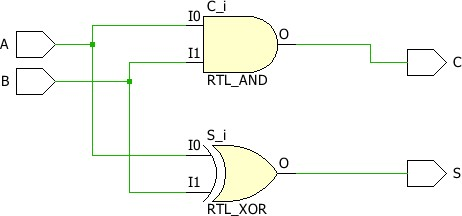 C_i
A
I0
O
C
B
I1
RTL_AND
S_i
I0
O
S
I1
RTL_XOR